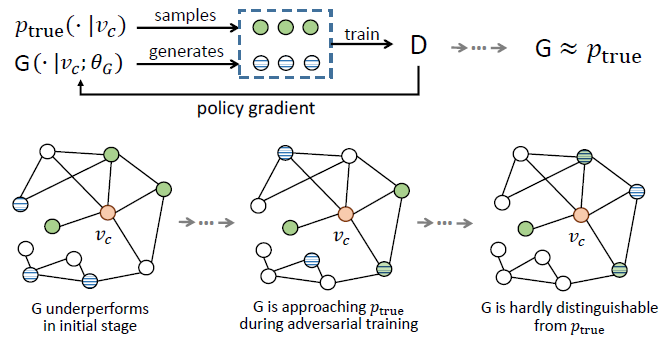 p_true(· |v_c) samples
G(· |v_c; θ_G) generates
train D G ≈ p_true
policy gradient
v_c
v_c
v_c
G underperforms
in initial stage
G is approaching p_true
during adversarial training
G is hardly distinguishable
from p_true